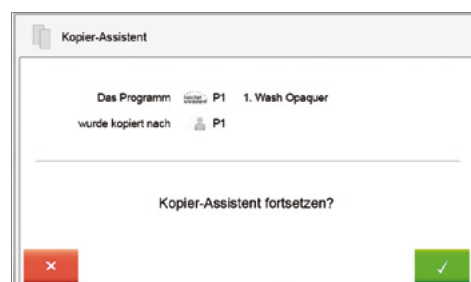 Kopier-Assistent
Das Programm P1 1. Wash Opaquer
wurde kopiert nach P1
Kopier-Assistent fortsetzen?